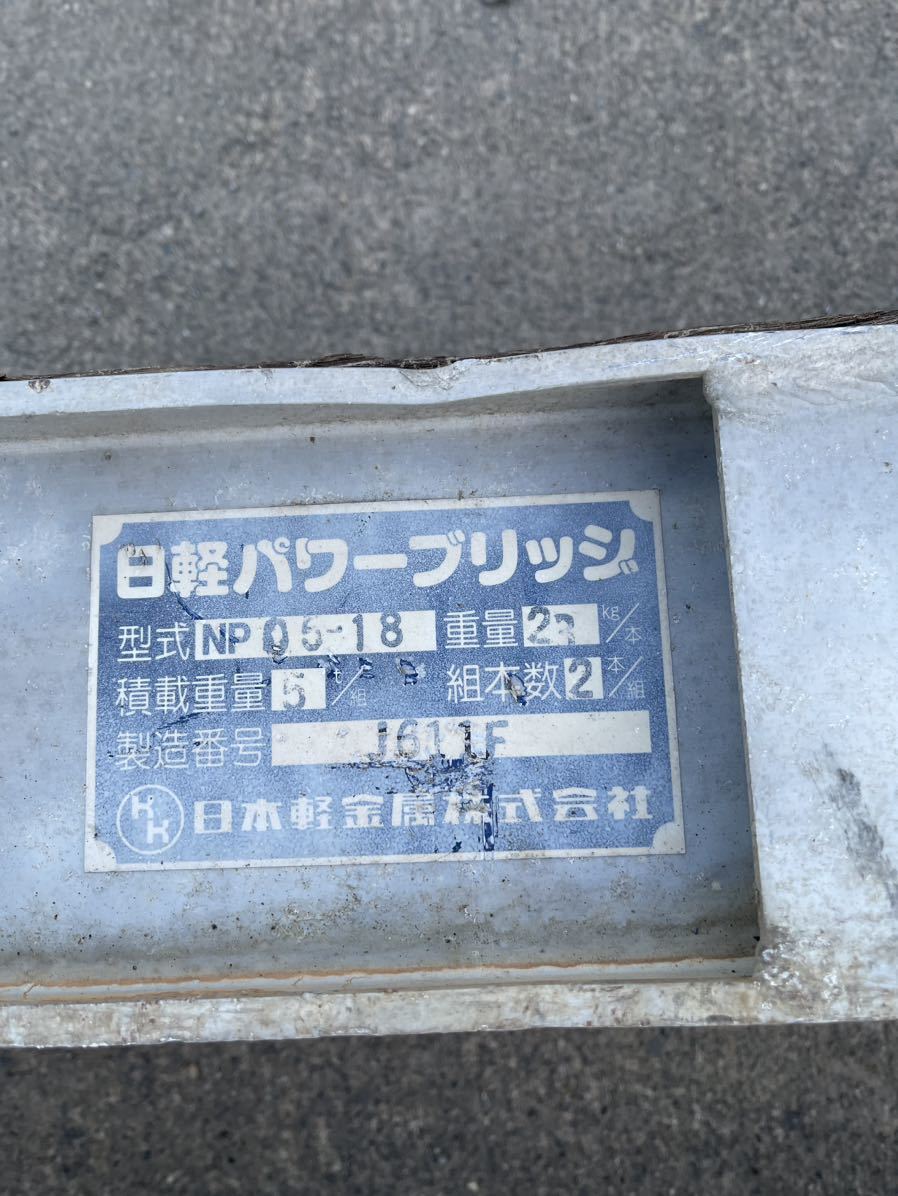 日軽パワーブリッジ
型式 NP 05-18 重量 kg/本
積載重量 5 t/組 組本数 2 本/組
製造番号 J611F
日本軽金属株式会社